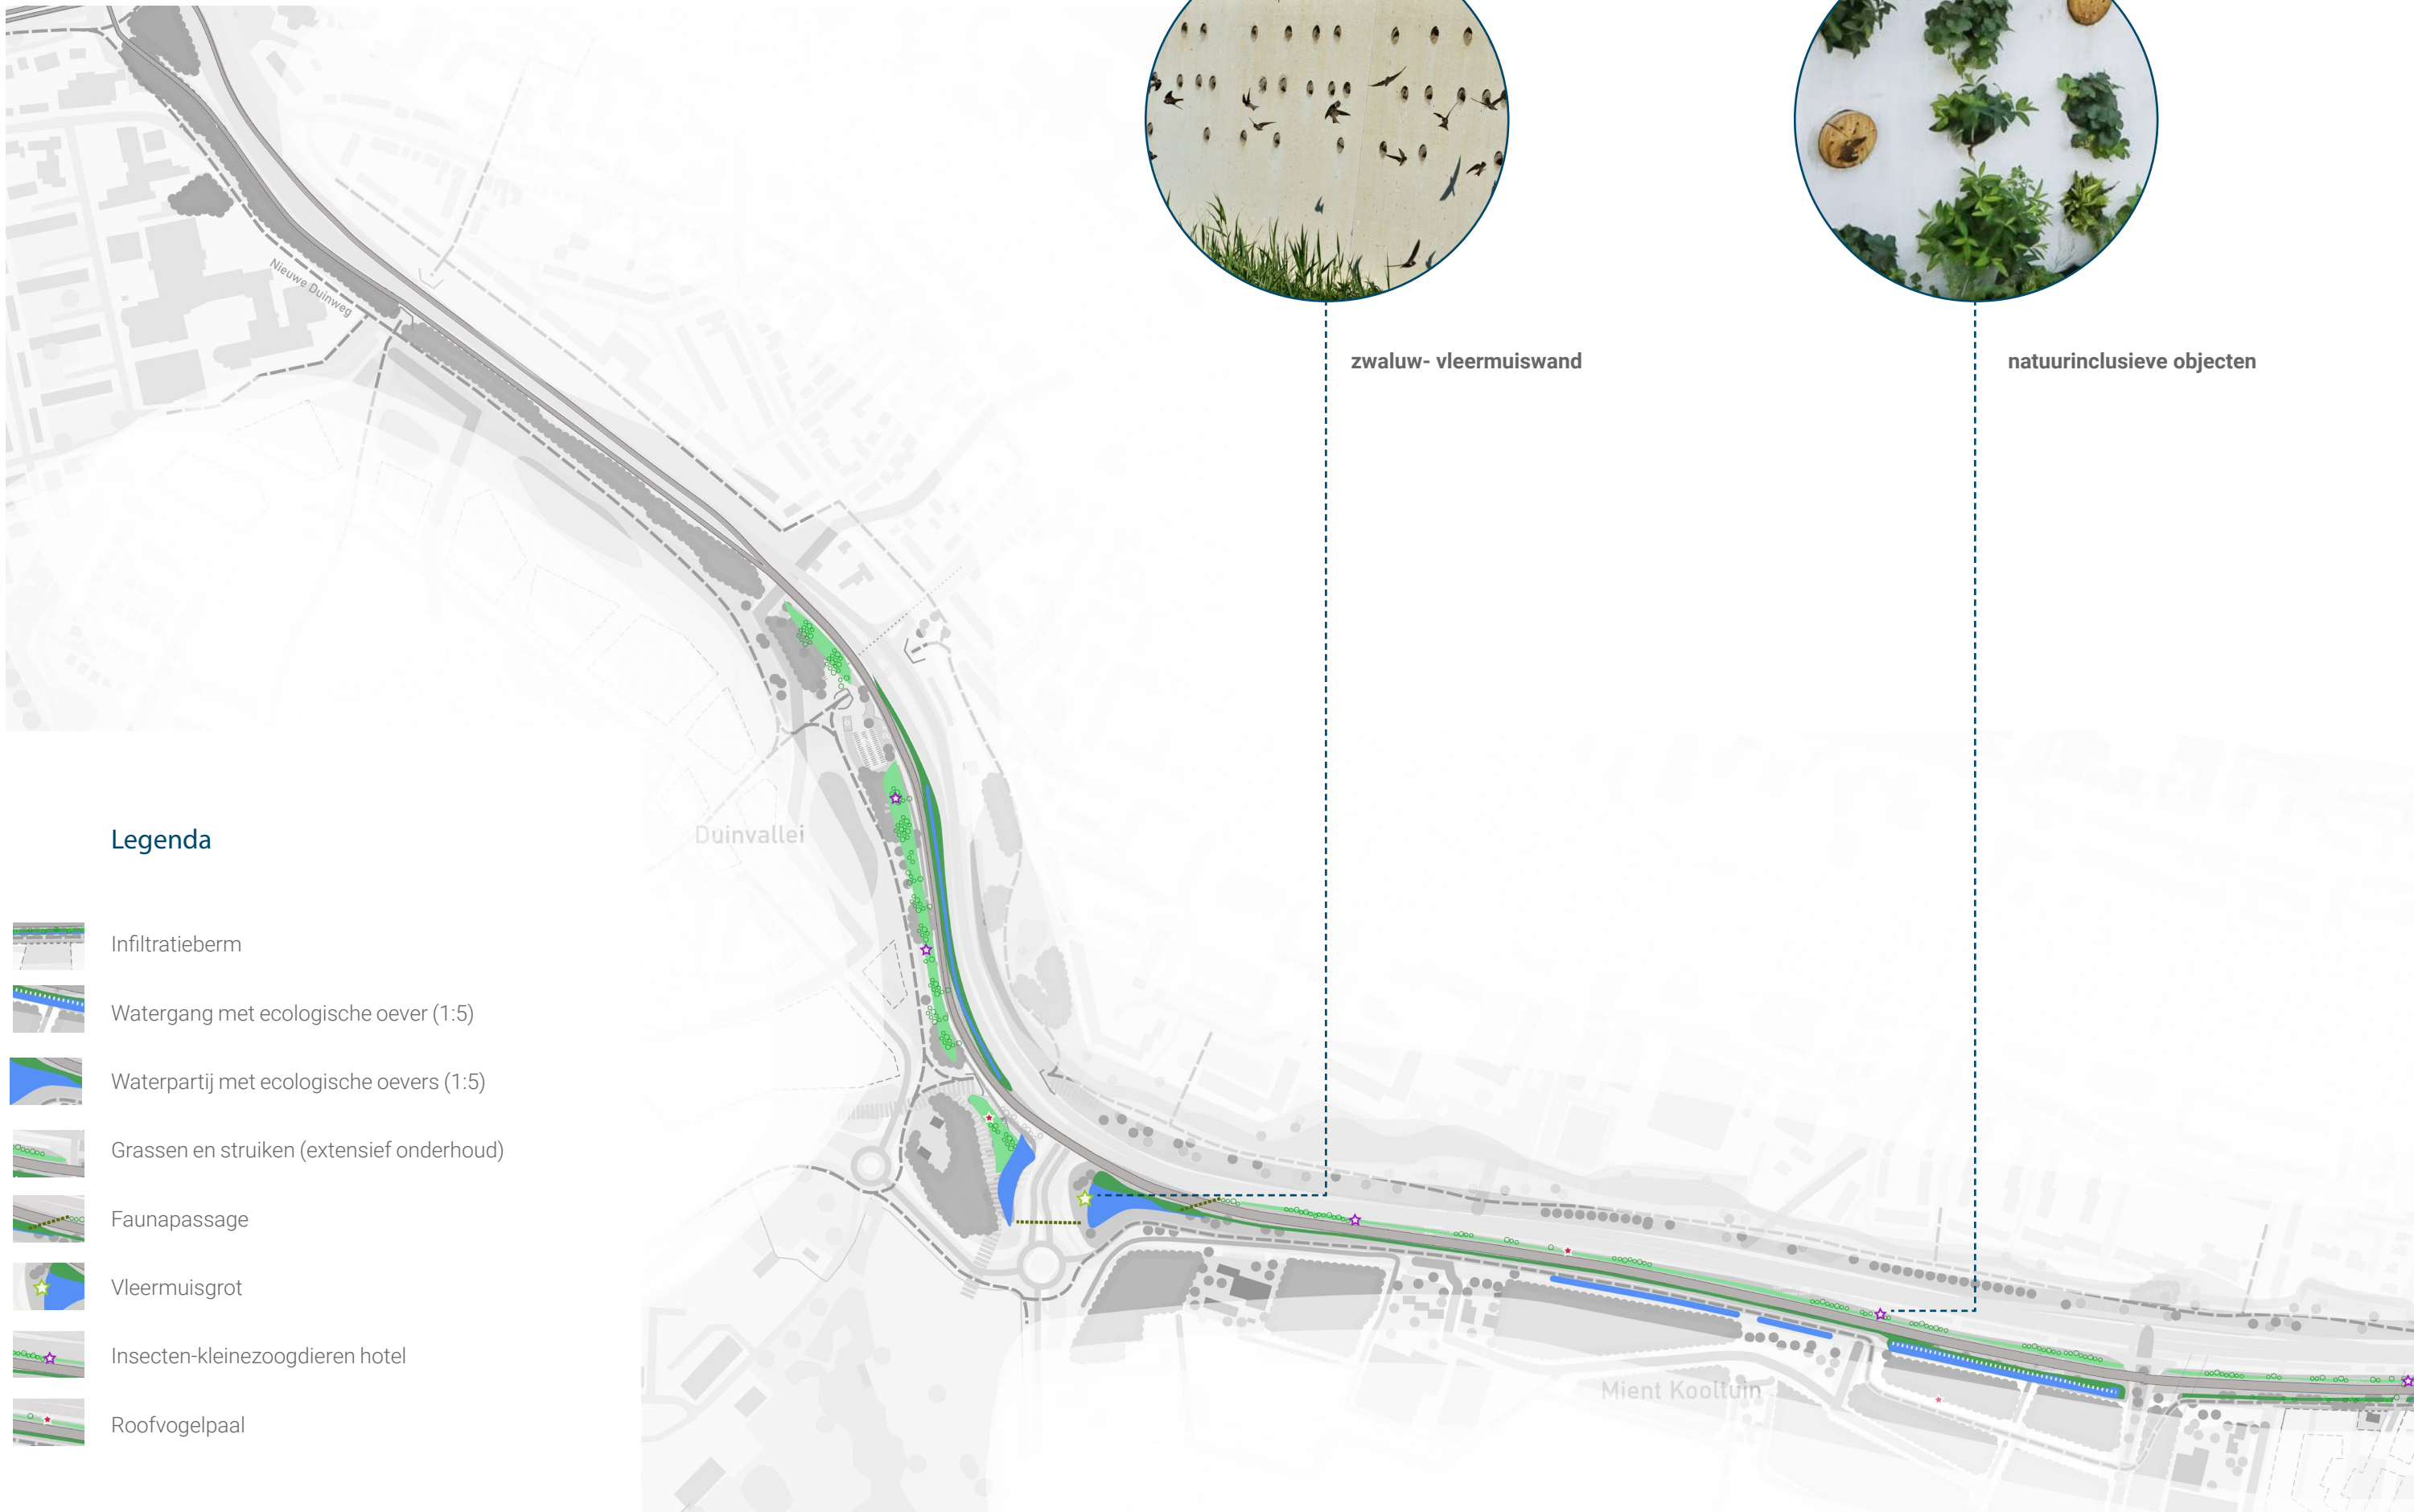 zwaluw- vleermuiswand
natuurinclusieve objecten
Nieuwe Duinweg
Duinvallei
Mient Kooltuin
Legenda
Infiltratieberm
Watergang met ecologische oever (1:5)
Waterpartij met ecologische oevers (1:5)
Grassen en struiken (extensief onderhoud)
Faunapassage
Vleermuisgrot
Insecten-kleinezoogdieren hotel
Roofvogelpaal